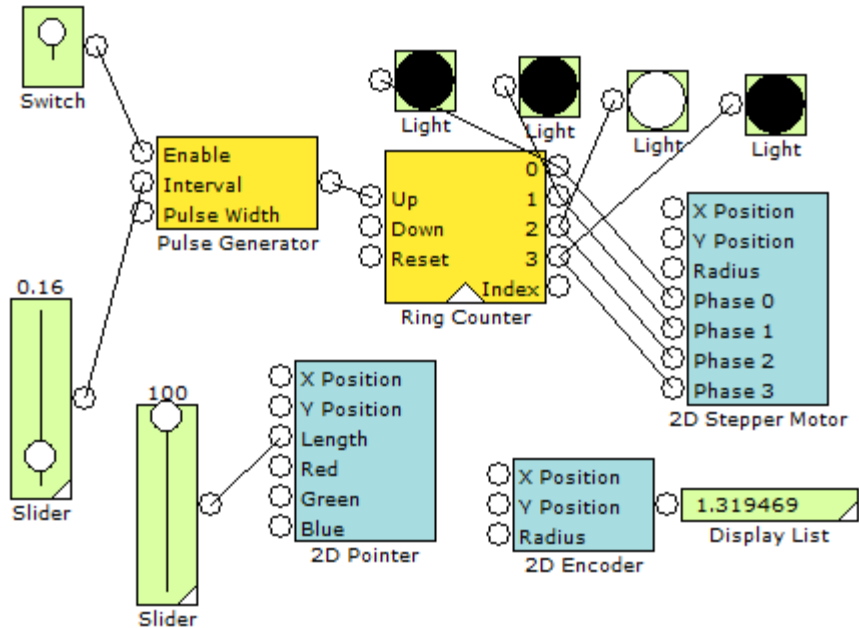 Switch
Light
Light
Light
Light
Enable
Interval
Pulse Width
Pulse Generator
0
1
2
3
Up
Down
Reset
Index
Ring Counter
X Position
Y Position
Radius
Phase 0
Phase 1
Phase 2
Phase 3
2D Stepper Motor
0.16
Slider
100
Slider
X Position
Y Position
Length
Red
Green
Blue
2D Pointer
X Position
Y Position
Radius
2D Encoder
1.319469
Display List